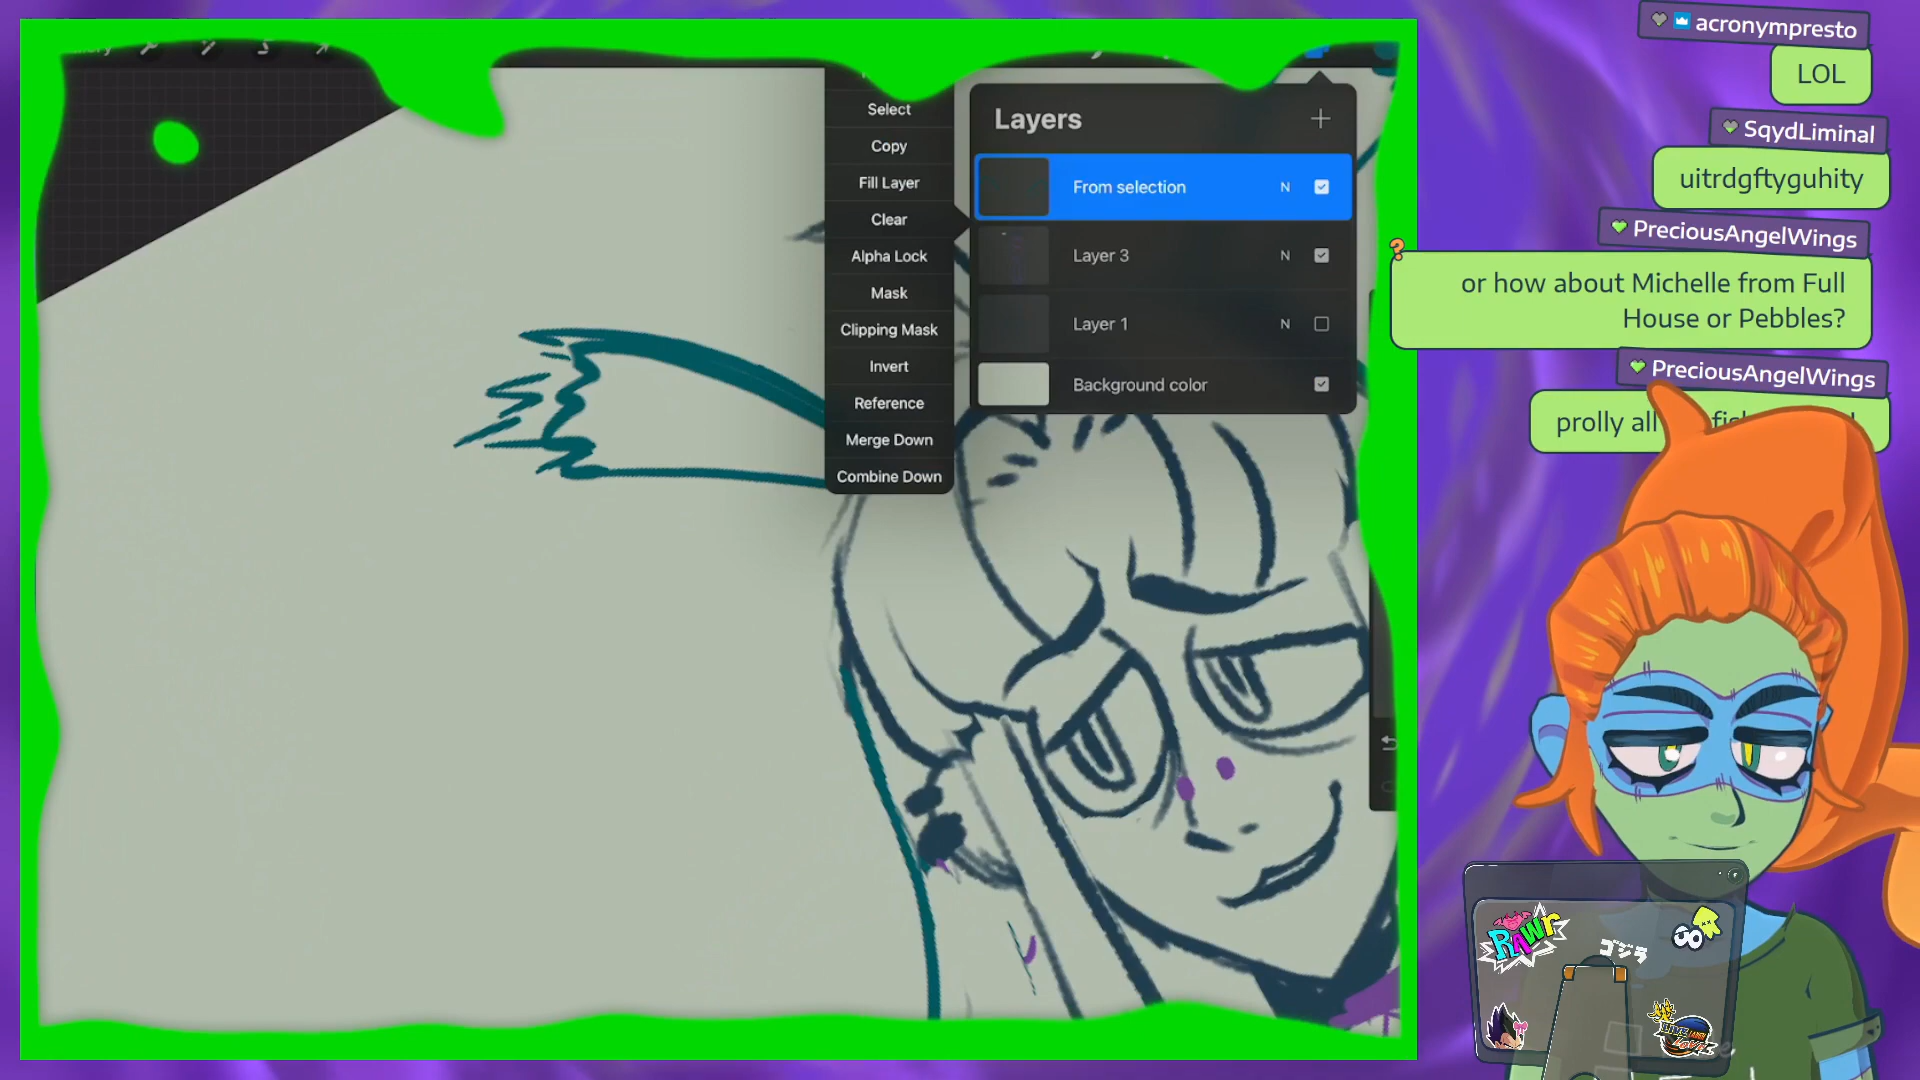 Select
Copy
Fill Layer
Clear
Alpha Lock
Mask
Clipping Mask
Invert
Reference
Merge Down
Combine Down
Layers
From selection N
Layer 3 N
Layer 1 N
Background color
acronympresto
LOL
SqydLiminal
uitrdgftyguhity
PreciousAngelWings
or how about Michelle from Full
House or Pebbles?
PreciousAngelWings
prolly all
RAWr
ゴジラ